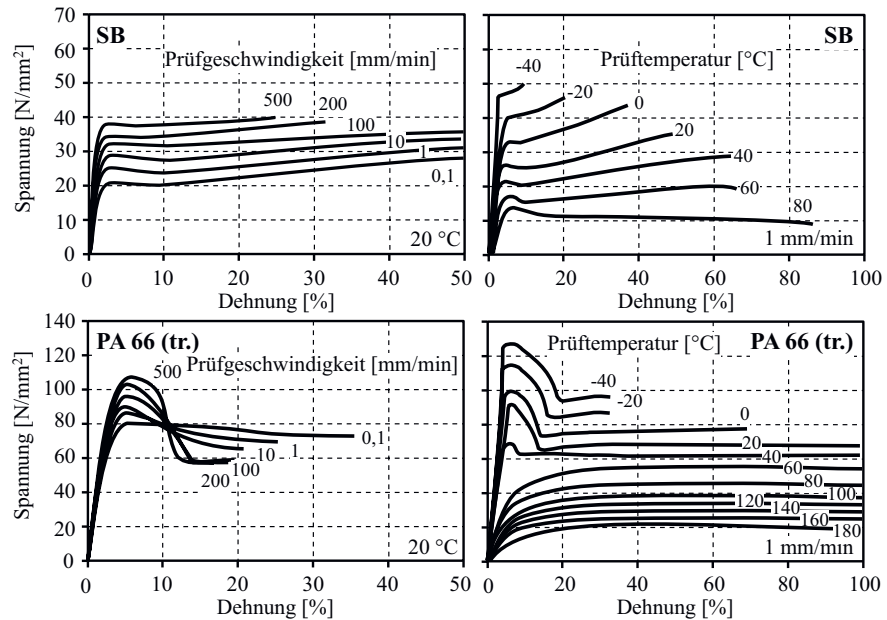 SB
Prüfgeschwindigkeit [mm/min]
500
200
100
10
1
0,1
20 °C
Spannung [N/mm²]
70
60
50
40
30
20
10
0
0 10 20 30 40 50
Dehnung [%]
SB
Prüftemperatur [°C]
-40
-20
0
20
40
60
80
1 mm/min
0 20 40 60 80 100
Dehnung [%]
PA 66 (tr.)
Prüfgeschwindigkeit [mm/min]
500
0,1
1
10
100
200
20 °C
Spannung [N/mm²]
140
120
100
80
60
40
20
0
0 10 20 30 40 50
Dehnung [%]
PA 66 (tr.)
Prüftemperatur [°C]
-40
-20
0
20
40
60
80
100
120
140
160
180
1 mm/min
0 20 40 60 80 100
Dehnung [%]